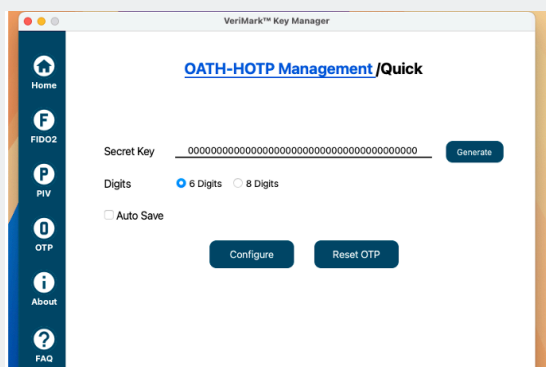 VeriMark™ Key Manager
OATH-HOTP Management /Quick
Home
FIDO2
PIV
OTP
About
FAQ
Secret Key 0000000000000000000000000000000000000000 Generate
Digits 6 Digits 8 Digits
Auto Save
Configure Reset OTP